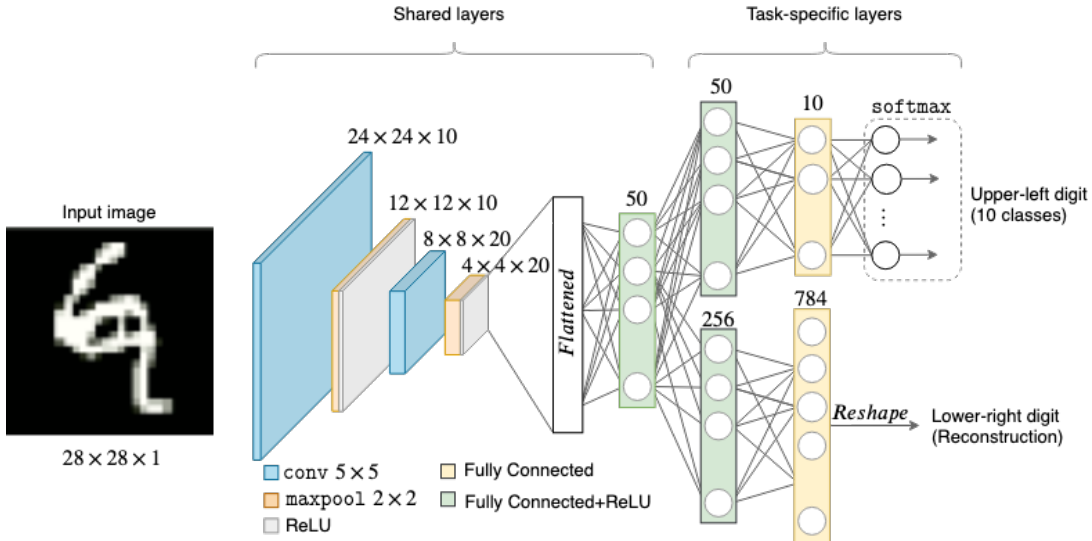 Shared layers
Task-specific layers
Input image
28×28×1
24×24×10
12×12×10
8×8×20
4×4×20
Flattened
50
50
10
softmax
Upper-left digit
(10 classes)
256
784
Reshape
Lower-right digit
(Reconstruction)
conv 5×5
maxpool 2×2
ReLU
Fully Connected
Fully Connected+ReLU